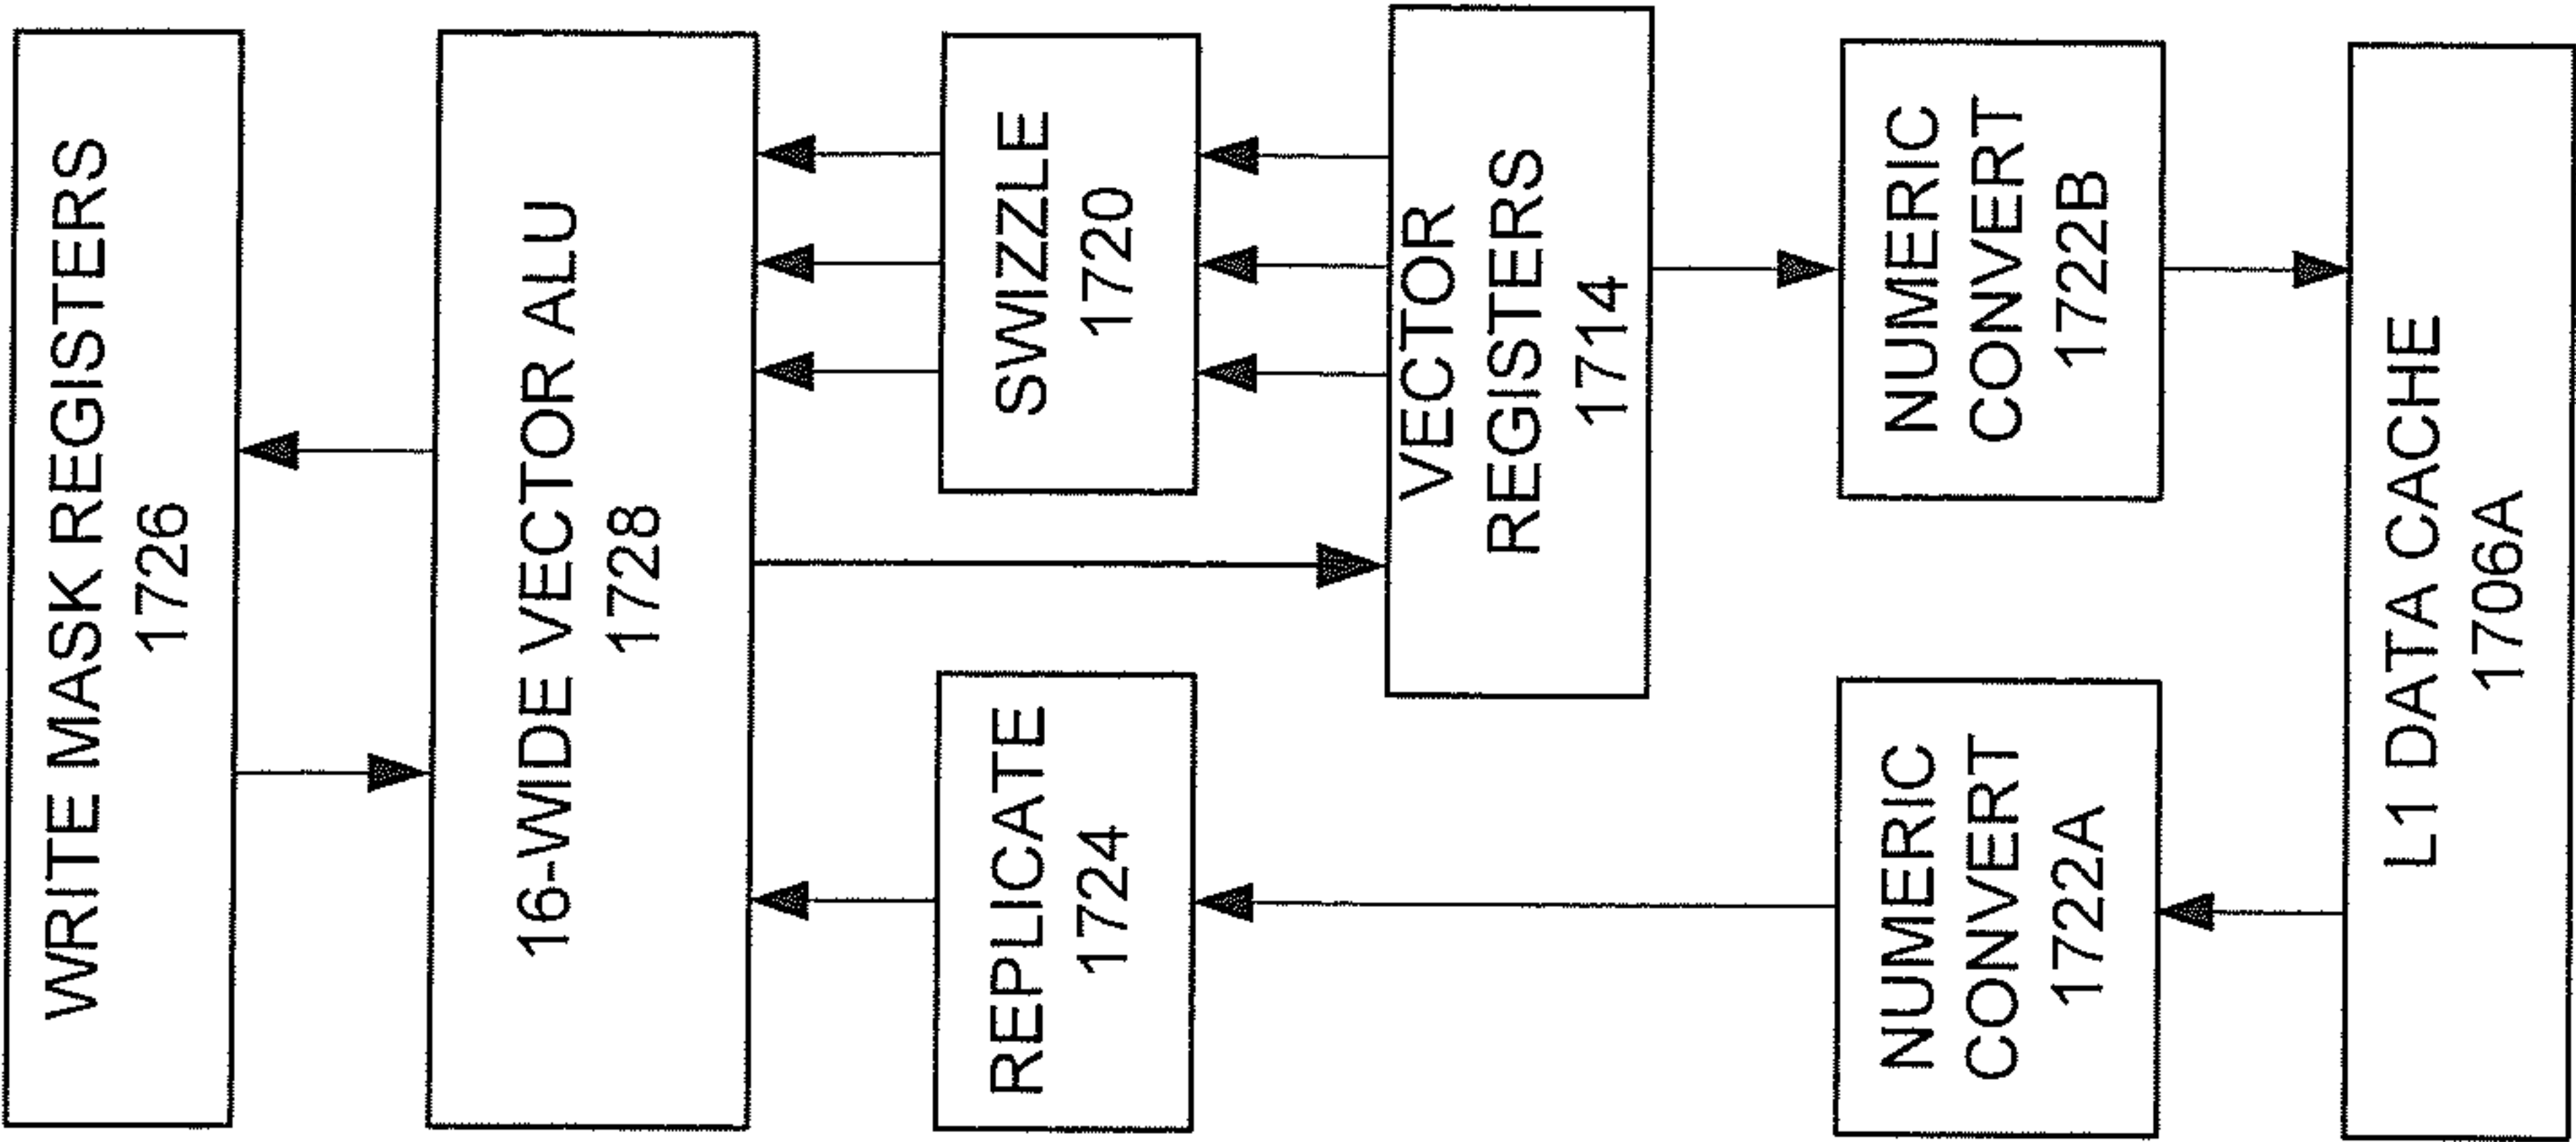 WRITE MASK REGISTERS
1726
16-WIDE VECTOR ALU
1728
REPLICATE
1724
SWIZZLE
1720
VECTOR
REGISTERS
1714
NUMERIC
CONVERT
1722A
NUMERIC
CONVERT
1722B
L1 DATA CACHE
1706A